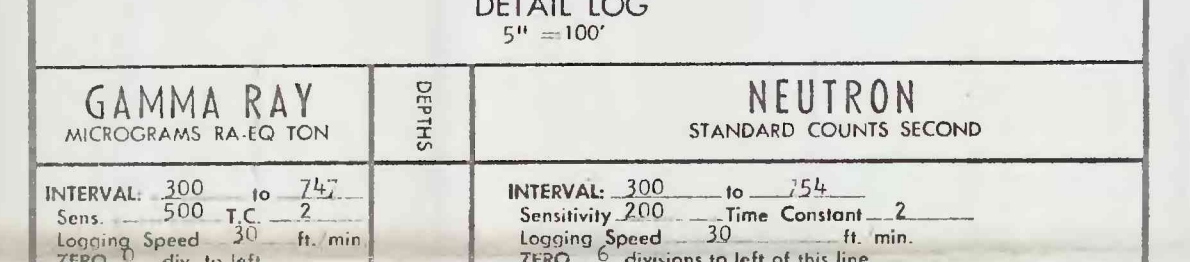 DETAIL LOG
5" = 100'
GAMMA RAY
MICROGRAMS RA-EQ TON
DEPTHS
NEUTRON
STANDARD COUNTS SECOND
INTERVAL: 300 to 747
Sens. 500 T.C. 2
Logging Speed 30 ft. min
ZERO 0 div. to left
INTERVAL: 300 to 754
Sensitivity 200 Time Constant 2
Logging Speed 30 ft. min.
ZERO 6 divisions to left of this line